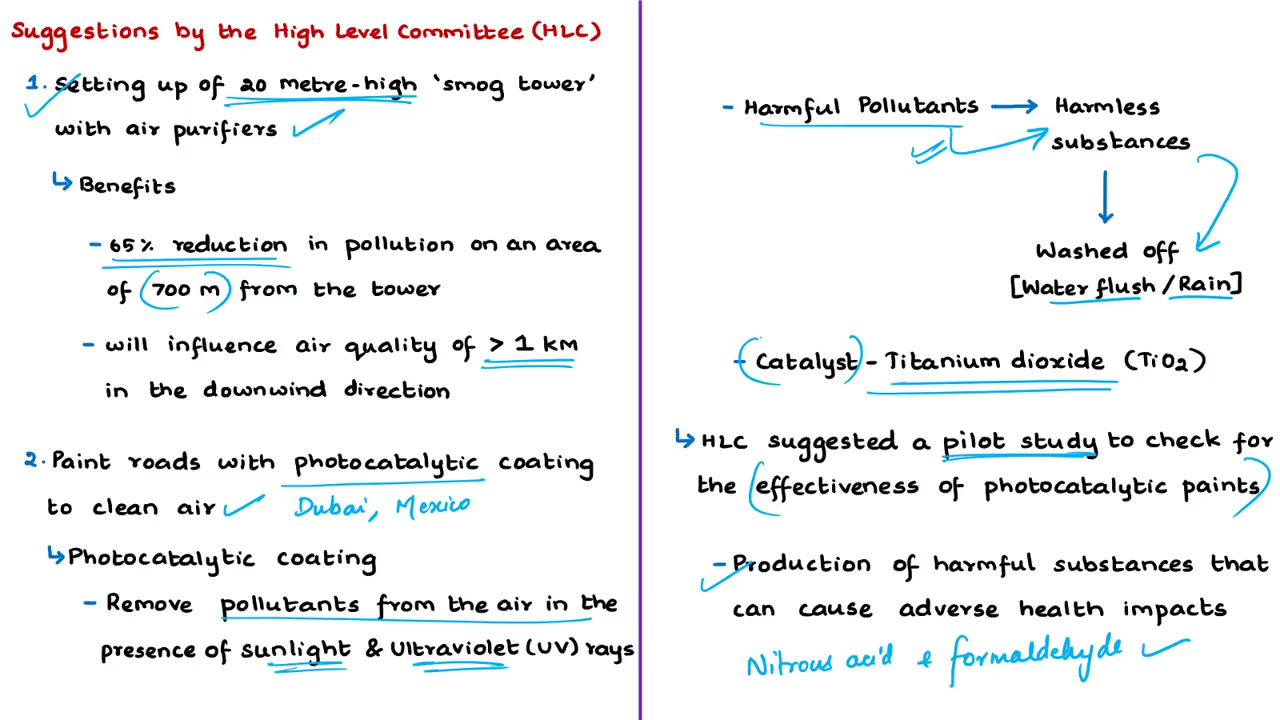 Suggestions by the High Level Committee (HLC)
1. Setting up of 20 metre-high 'smog tower'
with air purifiers
↳ Benefits
- 65% reduction in pollution on an area
of 700 m from the tower
- will influence air quality of > 1 km
in the downwind direction
2. Paint roads with photocatalytic coating
to clean air Dubai, Mexico
↳ Photocatalytic coating
- Remove pollutants from the air in the
presence of sunlight & Ultraviolet (UV) rays
- Harmful Pollutants → Harmless
substances
↓
Washed off
[Water flush / Rain]
- Catalyst - Titanium dioxide (TiO2)
↳ HLC suggested a pilot study to check for
the effectiveness of photocatalytic paints
- Production of harmful substances that
can cause adverse health impacts
Nitrous acid & formaldehyde